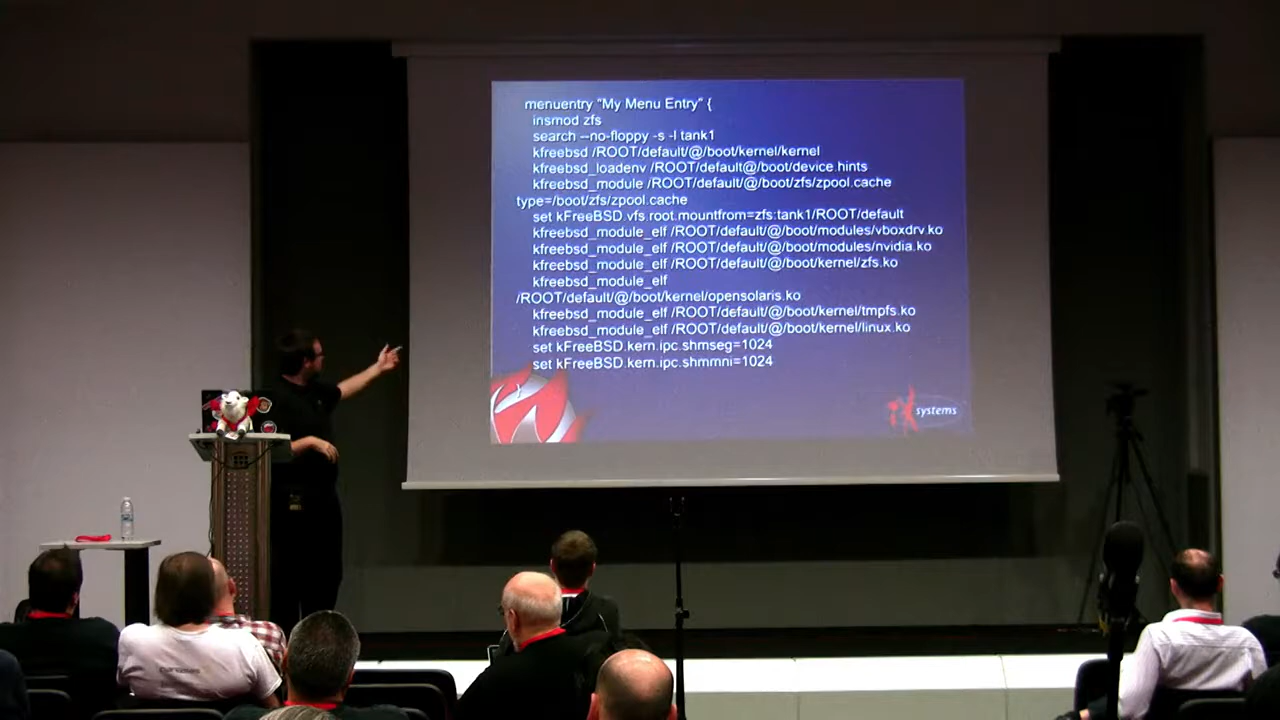 menuentry “My Menu Entry” {
insmod zfs
search --no-floppy -s -l tank1
kfreebsd /ROOT/default/@/boot/kernel/kernel
kfreebsd_loadenv /ROOT/default@/boot/device.hints
kfreebsd_module /ROOT/default/@/boot/zfs/zpool.cache
type=/boot/zfs/zpool.cache
set kFreeBSD.vfs.root.mountfrom=zfs:tank1/ROOT/default
kfreebsd_module_elf /ROOT/default/@/boot/modules/vboxdrv.ko
kfreebsd_module_elf /ROOT/default/@/boot/modules/nvidia.ko
kfreebsd_module_elf /ROOT/default/@/boot/kernel/zfs.ko
kfreebsd_module_elf
/ROOT/default/@/boot/kernel/opensolaris.ko
kfreebsd_module_elf /ROOT/default/@/boot/kernel/tmpfs.ko
kfreebsd_module_elf /ROOT/default/@/boot/kernel/linux.ko
set kFreeBSD.kern.ipc.shmseg=1024
set kFreeBSD.kern.ipc.shmmni=1024
iX systems